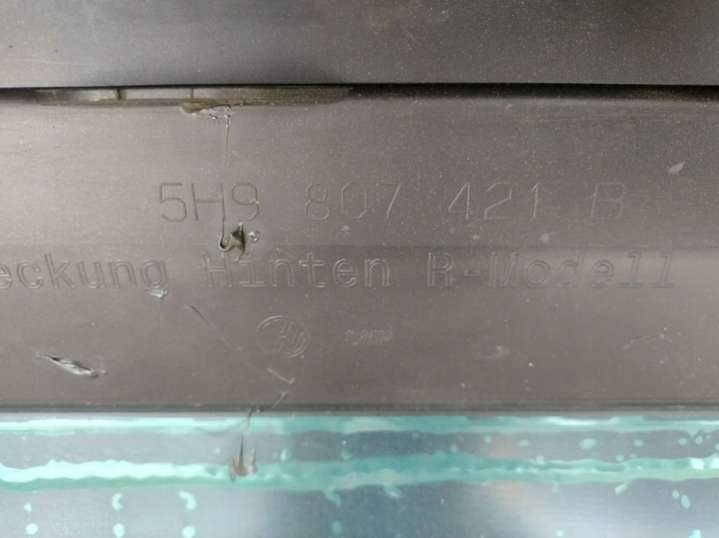 5H9 807 421 B
eckung Hinten R-Modell